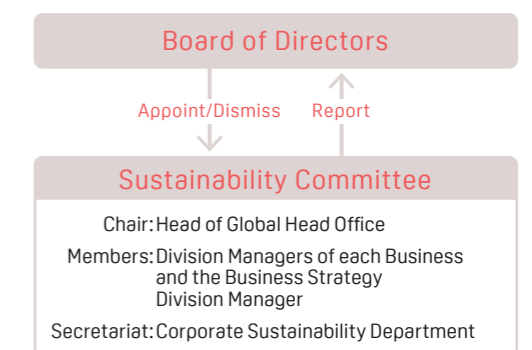 Board of Directors
Appoint/Dismiss Report
Sustainability Committee
Chair: Head of Global Head Office
Members: Division Managers of each Business
and the Business Strategy
Division Manager
Secretariat: Corporate Sustainability Department